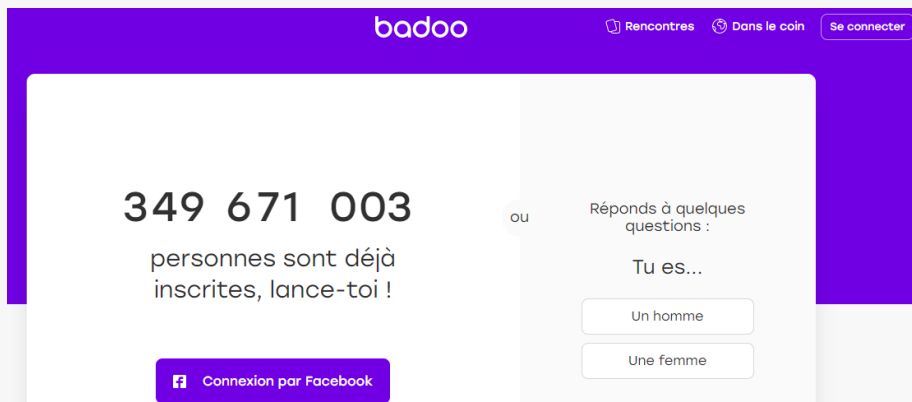 badoo
Rencontres
Dans le coin
Se connecter
349 671 003
personnes sont déjà
inscrites, lance-toi !
Connexion par Facebook
ou
Réponds à quelques
questions :
Tu es...
Un homme
Une femme